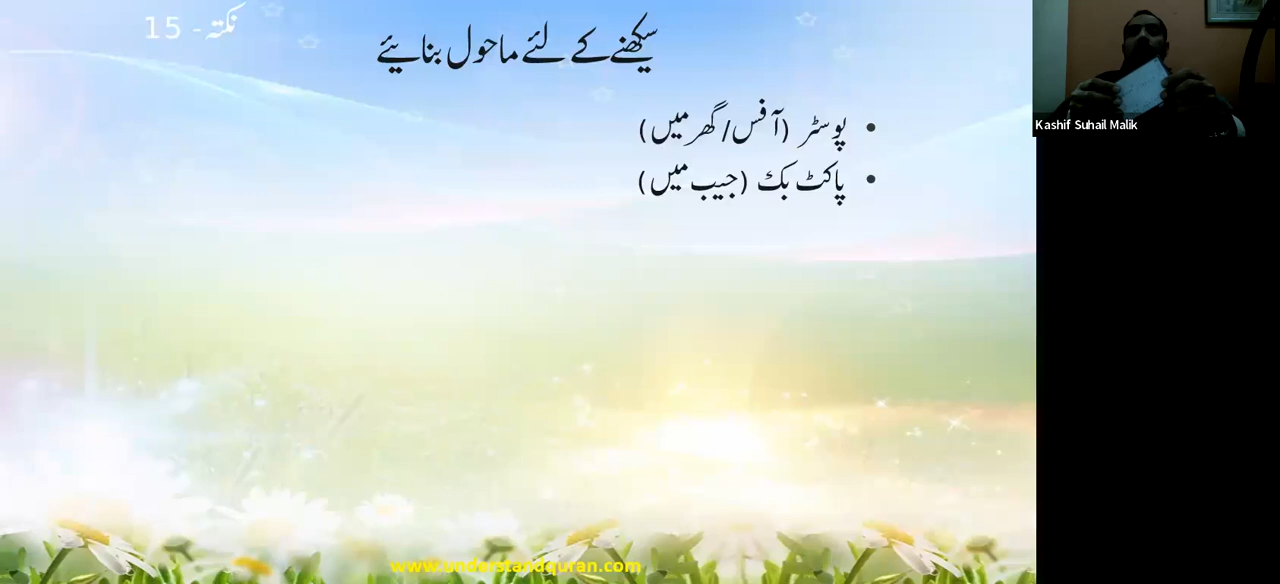 نکتہ - 15
سیکھنے کے لئے ماحول بنایئے
• پوسٹر (آفس/گھر میں)
• پاکٹ بک (جیب میں)
www.understandquran.com
Kashif Suhail Malik